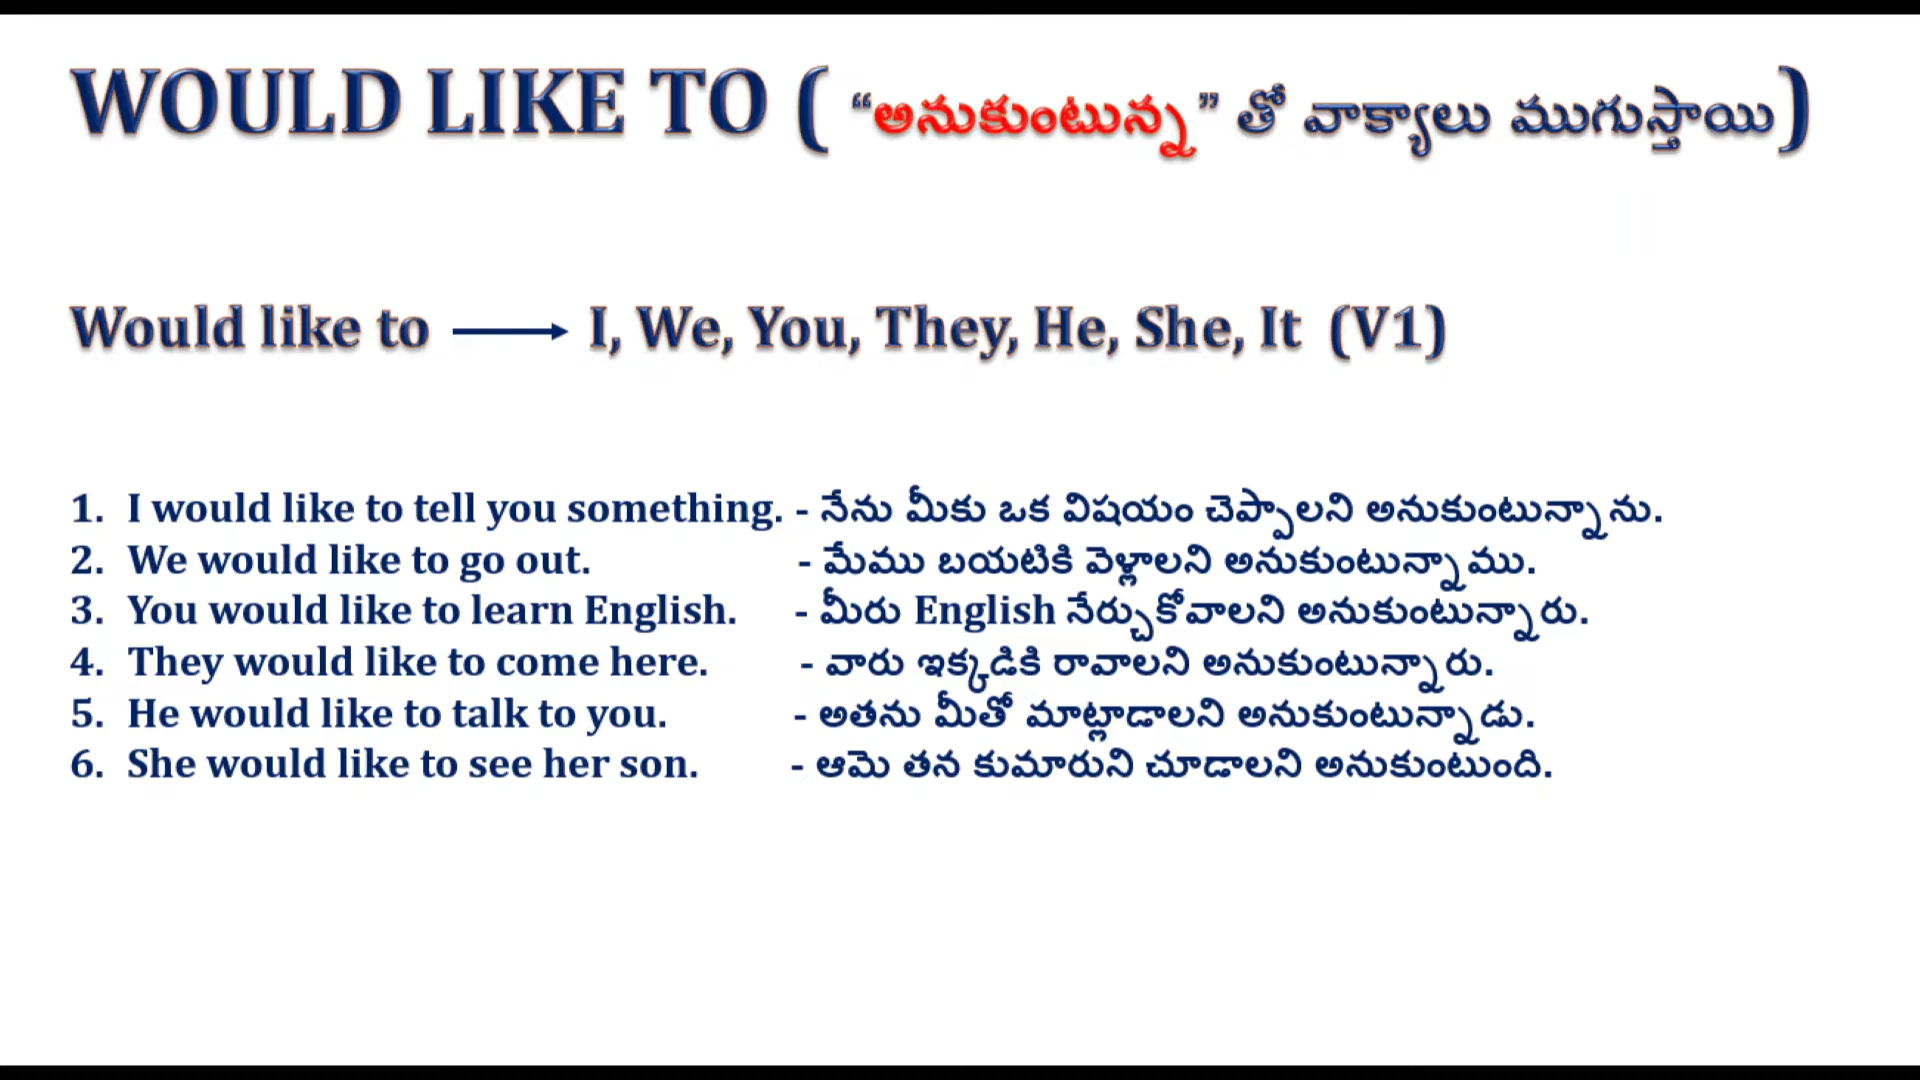 WOULD LIKE TO ( “అనుకుంటున్న” తో వాక్యాలు ముగుస్తాయి)
Would like to → I, We, You, They, He, She, It (V1)
1. I would like to tell you something. - నేను మీకు ఒక విషయం చెప్పాలని అనుకుంటున్నాను.
2. We would like to go out. - మేము బయటికి వెళ్లాలని అనుకుంటున్నాము.
3. You would like to learn English. - మీరు English నేర్చుకోవాలని అనుకుంటున్నారు.
4. They would like to come here. - వారు ఇక్కడికి రావాలని అనుకుంటున్నారు.
5. He would like to talk to you. - అతను మీతో మాట్లాడాలని అనుకుంటున్నాడు.
6. She would like to see her son. - ఆమె తన కుమారుని చూడాలని అనుకుంటుంది.